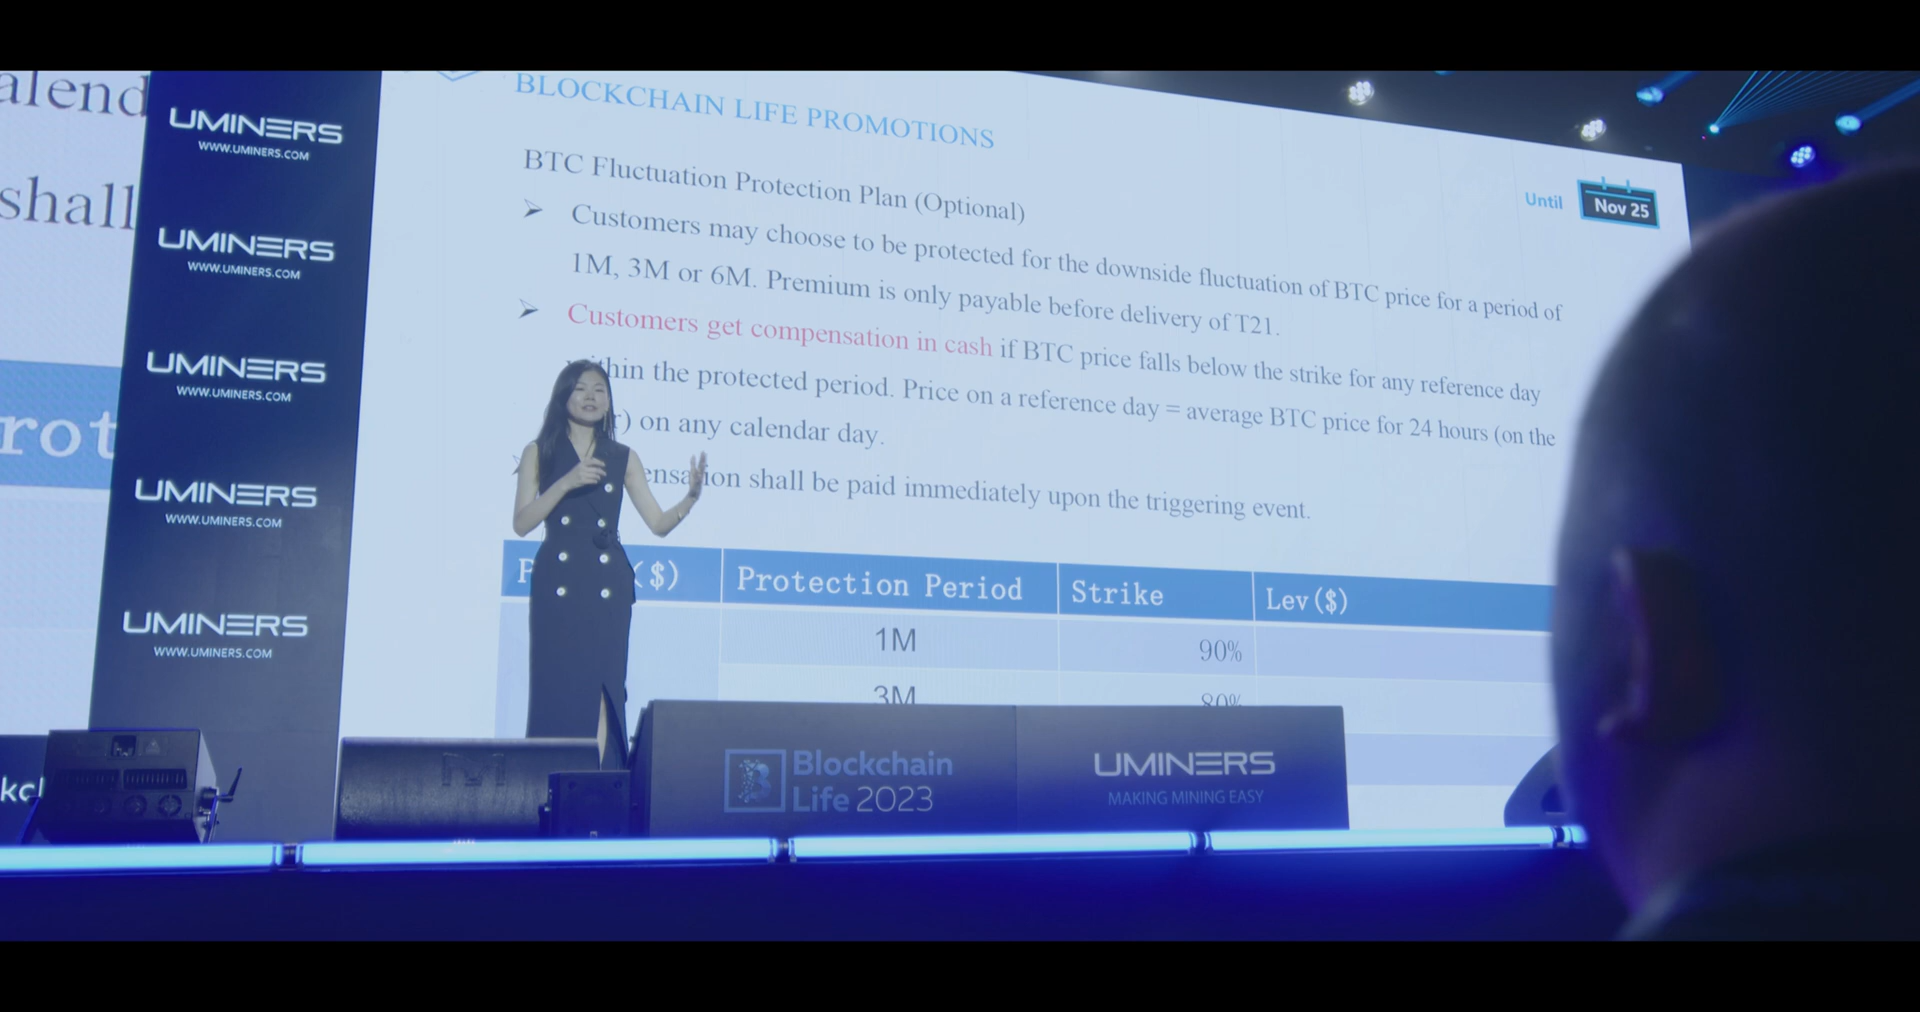 alend
shall
rot
kcl
UMINERS
WWW.UMINERS.COM
UMINERS
WWW.UMINERS.COM
UMINERS
WWW.UMINERS.COM
UMINERS
WWW.UMINERS.COM
UMINERS
WWW.UMINERS.COM
BLOCKCHAIN LIFE PROMOTIONS
Until Nov 25
BTC Fluctuation Protection Plan (Optional)
➢ Customers may choose to be protected for the downside fluctuation of BTC price for a period of
1M, 3M or 6M. Premium is only payable before delivery of T21.
➢ Customers get compensation in cash if BTC price falls below the strike for any reference day
hin the protected period. Price on a reference day = average BTC price for 24 hours (on the
r) on any calendar day.
ensation shall be paid immediately upon the triggering event.
P ($) Protection Period Strike Lev($)
1M 90%
3M 80%
Blockchain
Life 2023
UMINERS
MAKING MINING EASY